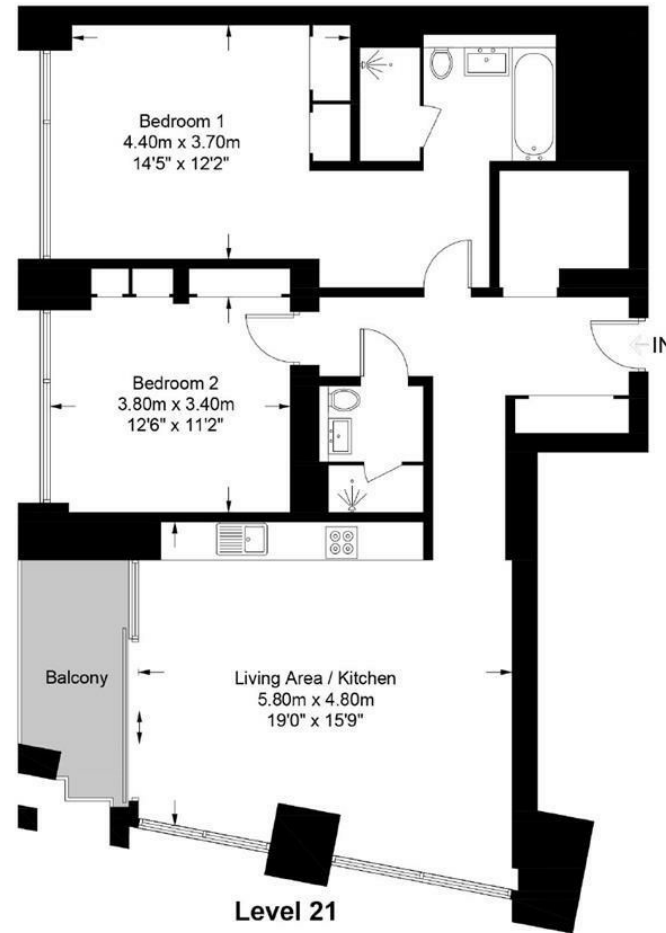 Bedroom 1
4.40m x 3.70m
14'5" x 12'2"
IN
Bedroom 2
3.80m x 3.40m
12'6" x 11'2"
Balcony
Living Area / Kitchen
5.80m x 4.80m
19'0" x 15'9"
Level 21